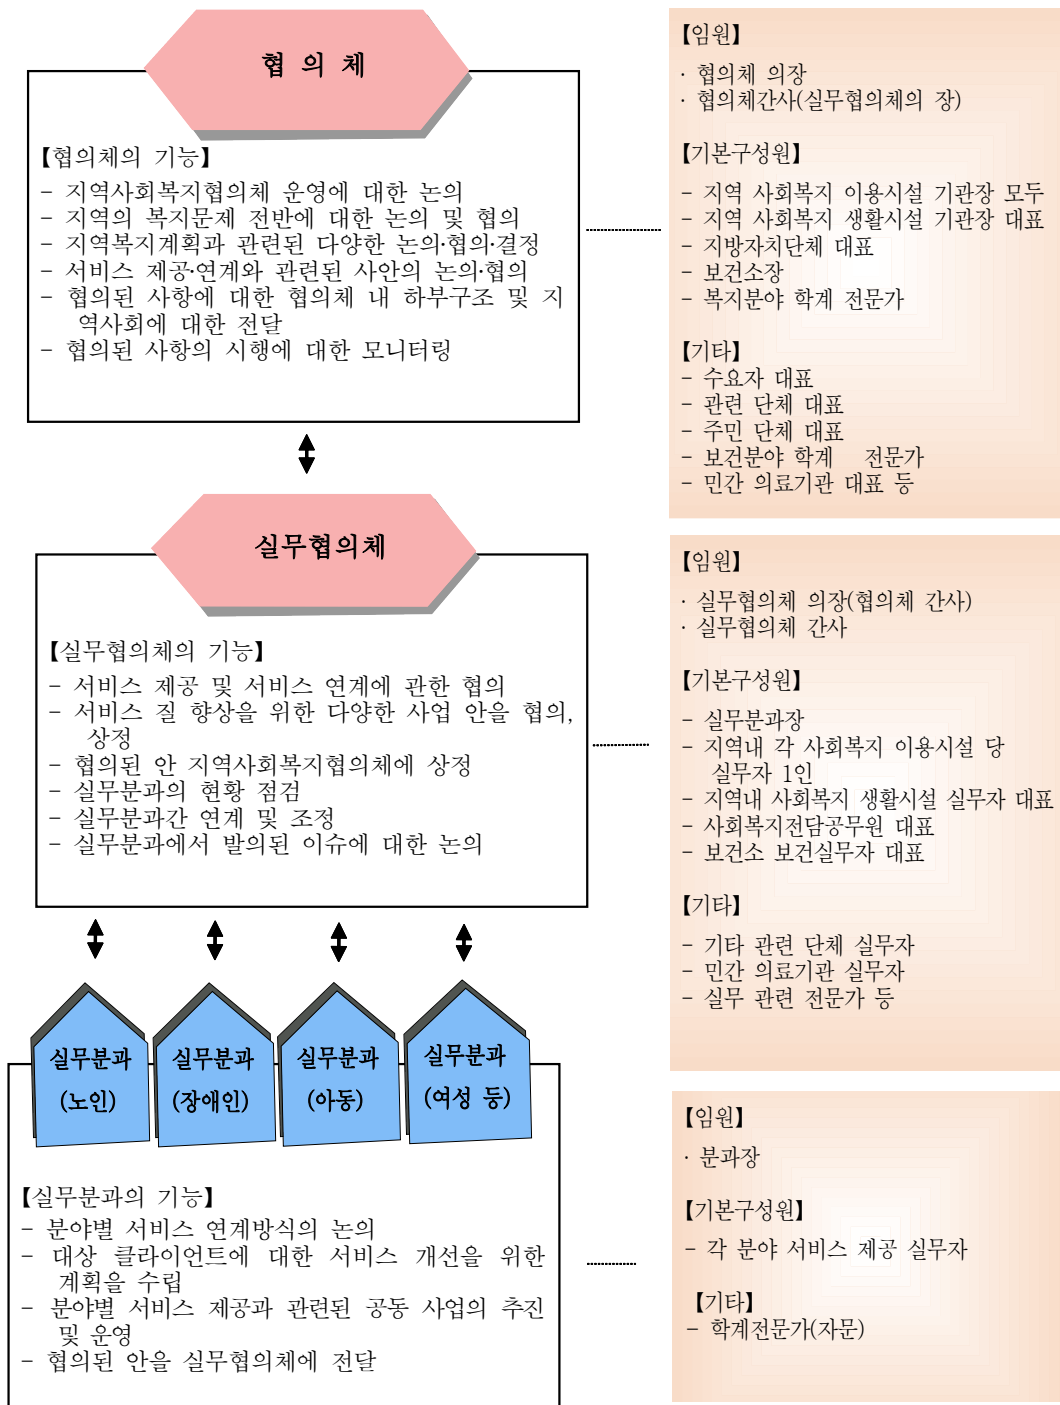 협 의 체
【협의체의 기능】
- 지역사회복지협의체 운영에 대한 논의
- 지역의 복지문제 전반에 대한 논의 및 협의
- 지역복지계획과 관련된 다양한 논의·협의·결정
- 서비스 제공·연계와 관련된 사안의 논의·협의
- 협의된 사항에 대한 협의체 내 하부구조 및 지
역사회에 대한 전달
- 협의된 사항의 시행에 대한 모니터링
【임원】
· 협의체 의장
· 협의체간사(실무협의체의 장)
【기본구성원】
- 지역 사회복지 이용시설 기관장 모두
- 지역 사회복지 생활시설 기관장 대표
- 지방자치단체 대표
- 보건소장
- 복지분야 학계 전문가
【기타】
- 수요자 대표
- 관련 단체 대표
- 주민 단체 대표
- 보건분야 학계 전문가
- 민간 의료기관 대표 등
실무협의체
【실무협의체의 기능】
- 서비스 제공 및 서비스 연계에 관한 협의
- 서비스 질 향상을 위한 다양한 사업 안을 협의,
상정
- 협의된 안 지역사회복지협의체에 상정
- 실무분과의 현황 점검
- 실무분과간 연계 및 조정
- 실무분과에서 발의된 이슈에 대한 논의
【임원】
· 실무협의체 의장(협의체 간사)
· 실무협의체 간사
【기본구성원】
- 실무분과장
- 지역내 각 사회복지 이용시설 당
실무자 1인
- 지역내 사회복지 생활시설 실무자 대표
- 사회복지전담공무원 대표
- 보건소 보건실무자 대표
【기타】
- 기타 관련 단체 실무자
- 민간 의료기관 실무자
- 실무 관련 전문가 등
실무분과
(노인)
실무분과
(장애인)
실무분과
(아동)
실무분과
(여성 등)
【실무분과의 기능】
- 분야별 서비스 연계방식의 논의
- 대상 클라이언트에 대한 서비스 개선을 위한
계획을 수립
- 분야별 서비스 제공과 관련된 공동 사업의 추진
및 운영
- 협의된 안을 실무협의체에 전달
【임원】
· 분과장
【기본구성원】
- 각 분야 서비스 제공 실무자
【기타】
- 학계전문가(자문)